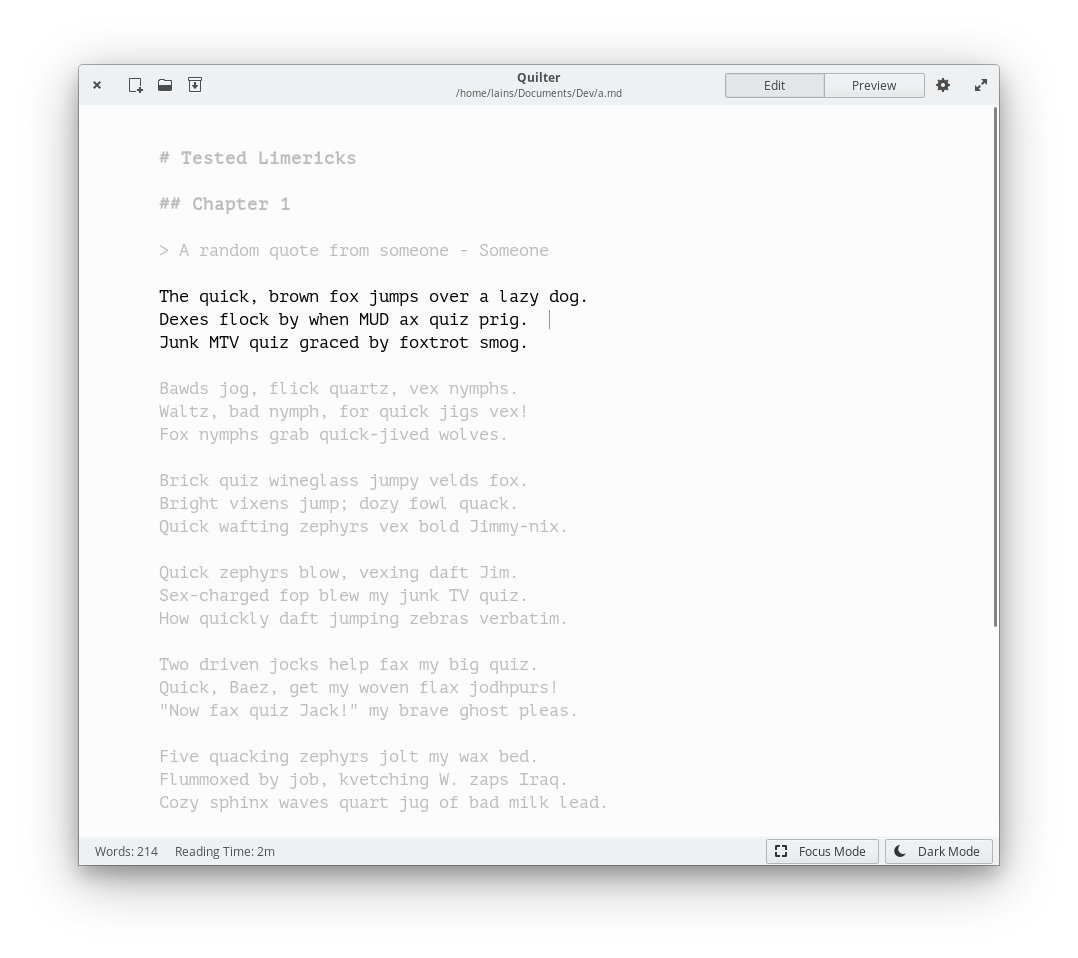 Quilter
/home/lains/Documents/Dev/a.md
Edit
Preview
# Tested Limericks
## Chapter 1
> A random quote from someone - Someone
The quick, brown fox jumps over a lazy dog.
Dexes flock by when MUD ax quiz prig.
Junk MTV quiz graced by foxtrot smog.
Bawds jog, flick quartz, vex nymphs.
Waltz, bad nymph, for quick jigs vex!
Fox nymphs grab quick-jived wolves.
Brick quiz wineglass jumpy velds fox.
Bright vixens jump; dozy fowl quack.
Quick wafting zephyrs vex bold Jimmy-nix.
Quick zephyrs blow, vexing daft Jim.
Sex-charged fop blew my junk TV quiz.
How quickly daft jumping zebras verbatim.
Two driven jocks help fax my big quiz.
Quick, Baez, get my woven flax jodhpurs!
"Now fax quiz Jack!" my brave ghost pleas.
Five quacking zephyrs jolt my wax bed.
Flummoxed by job, kvetching W. zaps Iraq.
Cozy sphinx waves quart jug of bad milk lead.
Words: 214
Reading Time: 2m
Focus Mode
Dark Mode